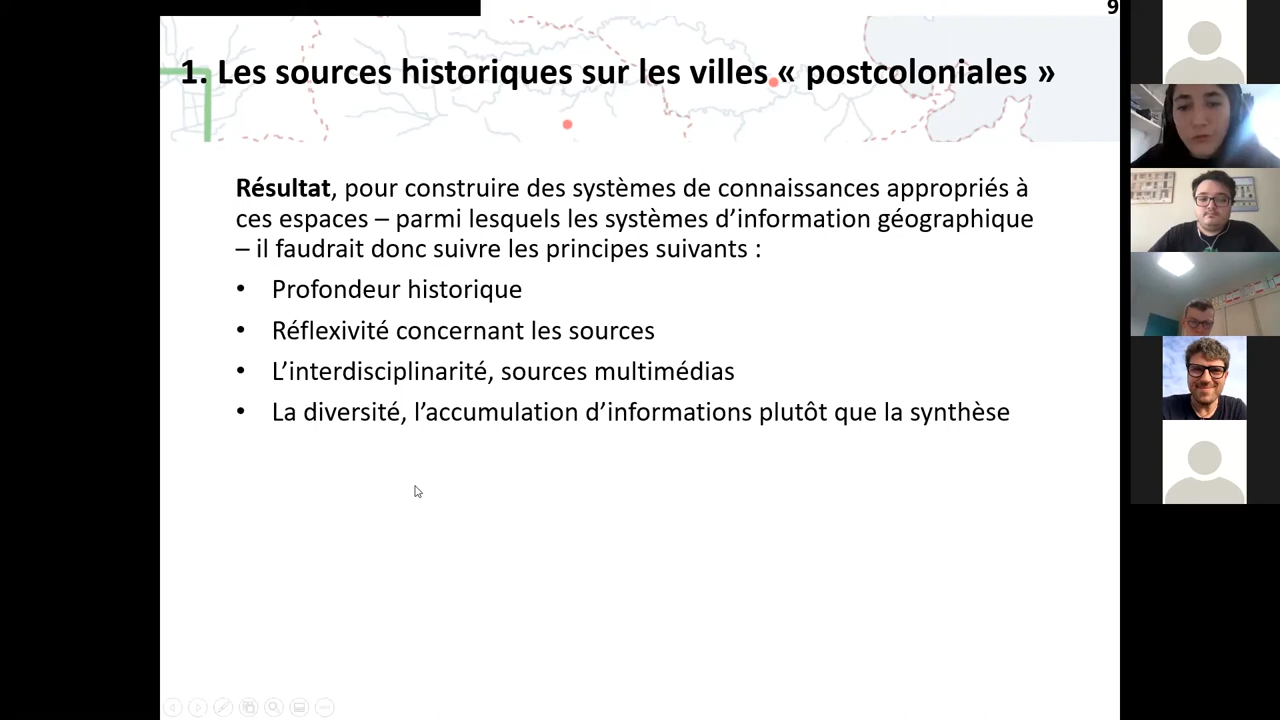 9
1. Les sources historiques sur les villes « postcoloniales »
Résultat, pour construire des systèmes de connaissances appropriés à
ces espaces – parmi lesquels les systèmes d’information géographique
– il faudrait donc suivre les principes suivants :
• Profondeur historique
• Réflexivité concernant les sources
• L’interdisciplinarité, sources multimédias
• La diversité, l’accumulation d’informations plutôt que la synthèse